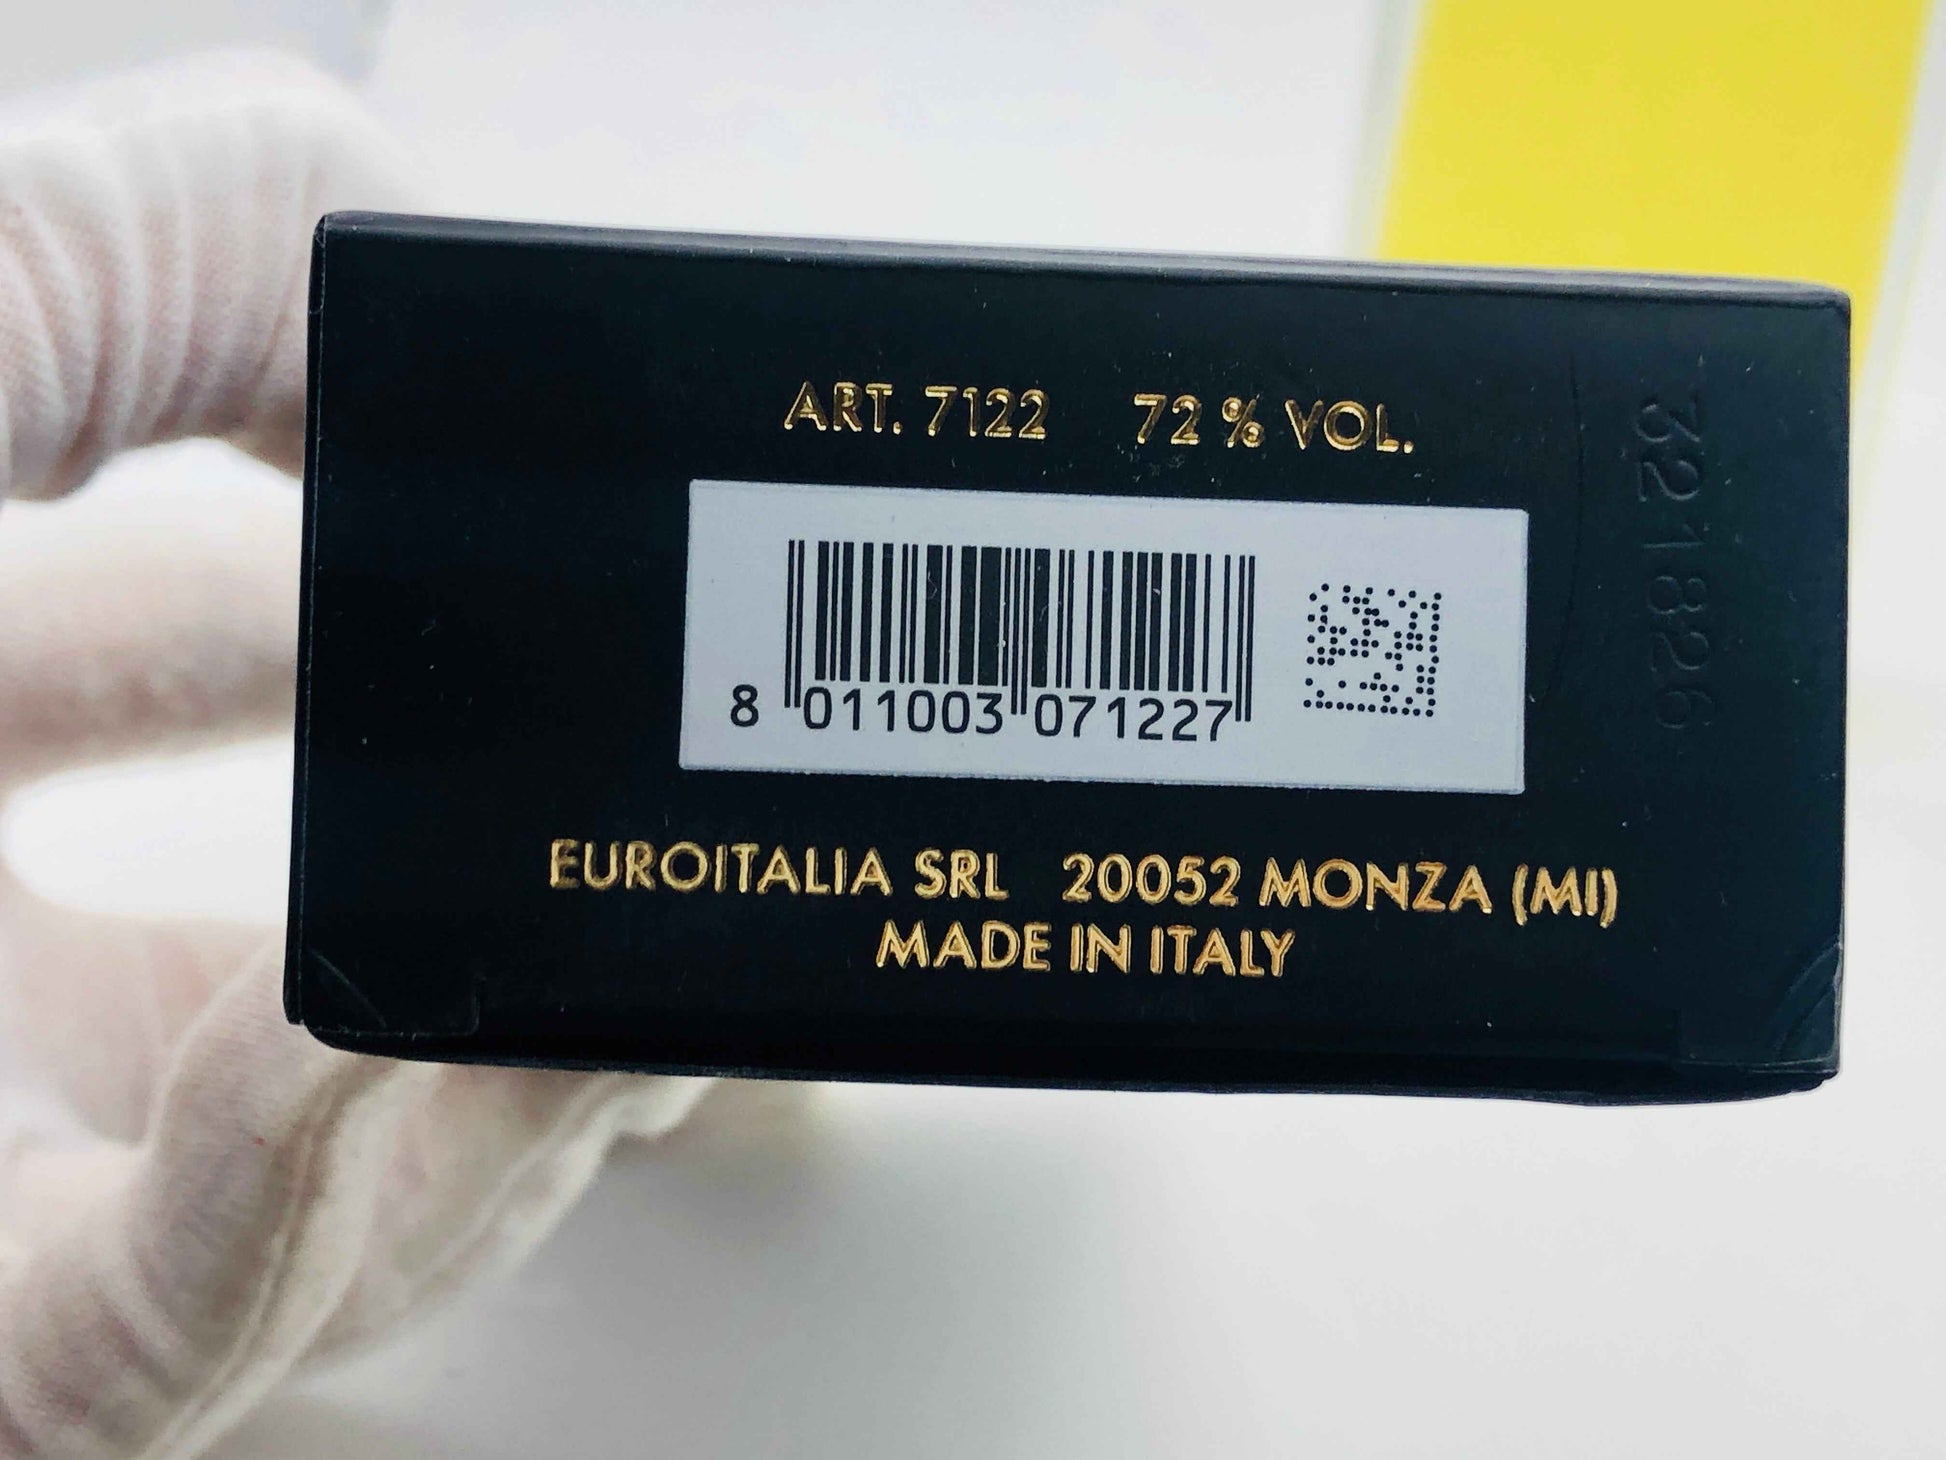 ART. 7122 72 % VOL.
8 011003 071227
EUROITALIA SRL 20052 MONZA (MI)
MADE IN ITALY
321826